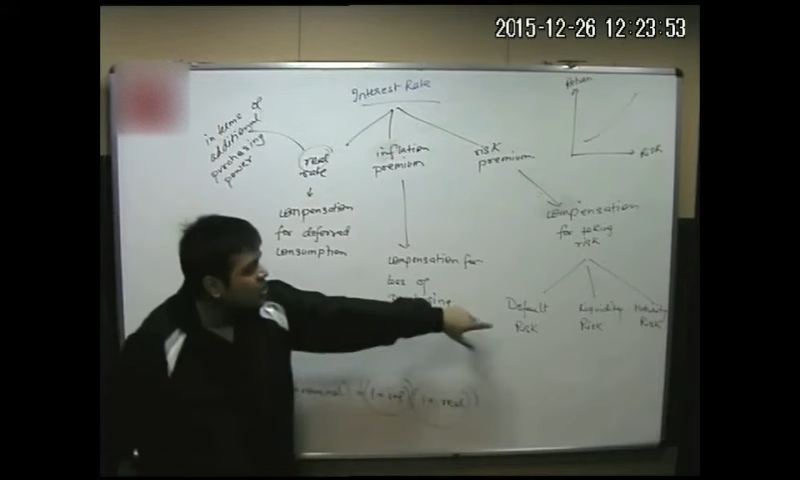 2015-12-26 12:23:53
Interest Rate
Return
Risk
in terms of
additional
purchasing
power
real
rate
inflation
premium
risk
premium
compensation
for deferred
consumption
compensation for
loss of
compensation
for taking
risk
Default
Risk
Liquidity
Risk
Maturity
Risk
(1+inf) (1+real)